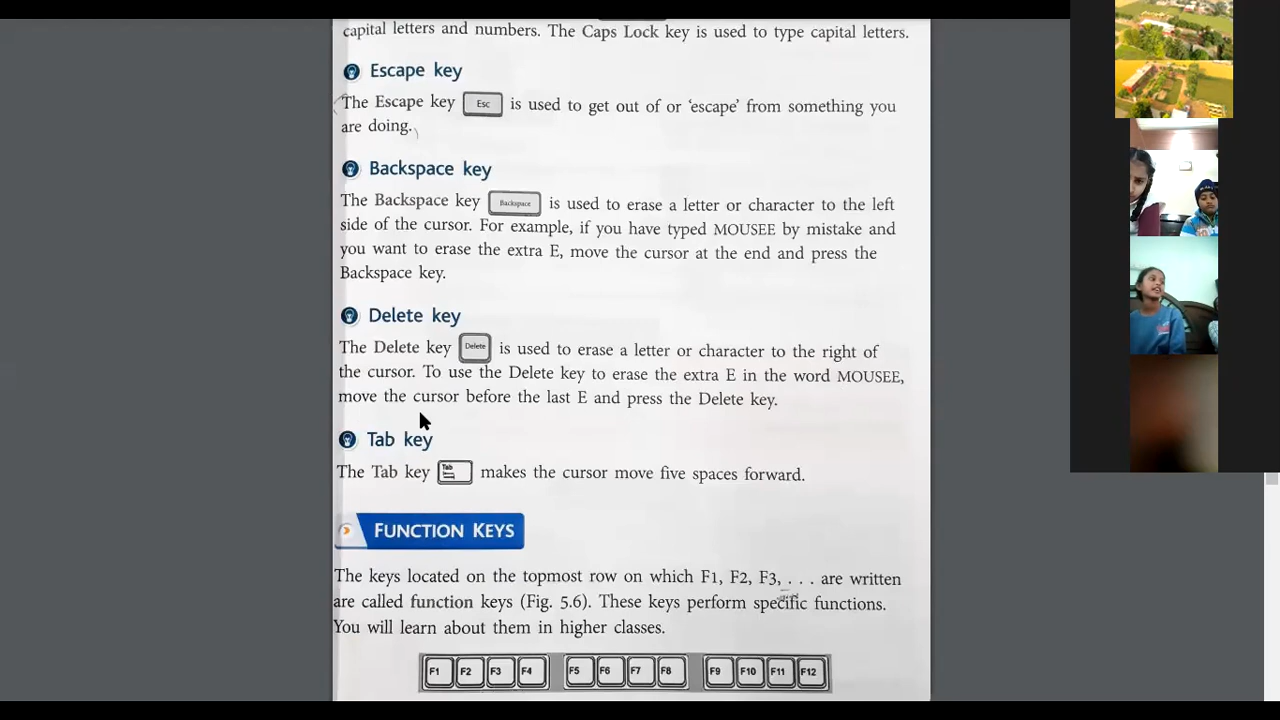 capital letters and numbers. The Caps Lock key is used to type capital letters.
Escape key
The Escape key Esc is used to get out of or ‘escape’ from something you
are doing.
Backspace key
The Backspace key Backspace is used to erase a letter or character to the left
side of the cursor. For example, if you have typed MOUSEE by mistake and
you want to erase the extra E, move the cursor at the end and press the
Backspace key.
Delete key
The Delete key Delete is used to erase a letter or character to the right of
the cursor. To use the Delete key to erase the extra E in the word MOUSEE,
move the cursor before the last E and press the Delete key.
Tab key
The Tab key Tab makes the cursor move five spaces forward.
FUNCTION KEYS
The keys located on the topmost row on which F1, F2, F3, . . . are written
are called function keys (Fig. 5.6). These keys perform specific functions.
You will learn about them in higher classes.
F1 F2 F3 F4 F5 F6 F7 F8 F9 F10 F11 F12